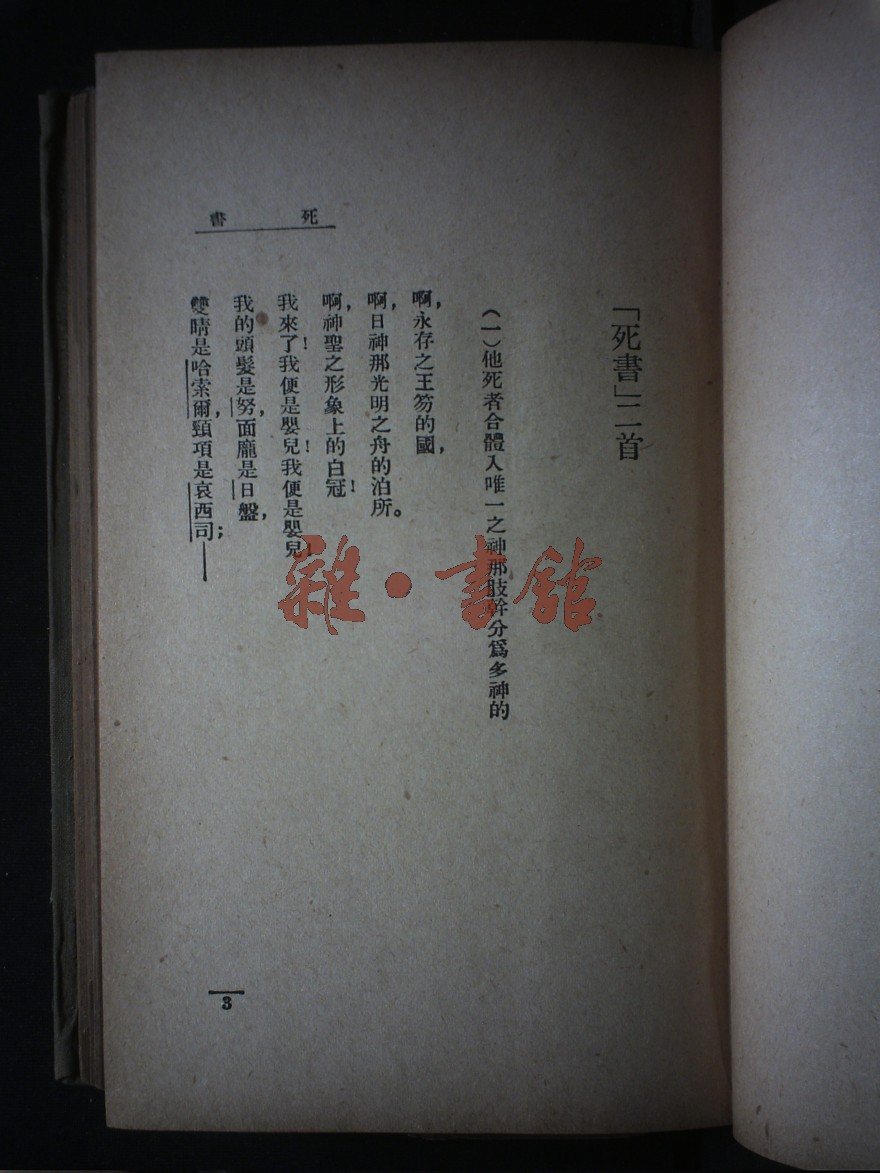 死書
「死書」二首
（一）他死者合體入唯一之神那肢幹分爲多神的
啊，永存之王笏的國，
啊，日神那光明之舟的泊所。
啊，神聖之形象上的白冠！
我來了！我便是嬰兒！我便是嬰兒！
我的頭髮是努，面龐是日盤，
雙睛是哈索爾，頸項是哀西司；——
3
雜·書館